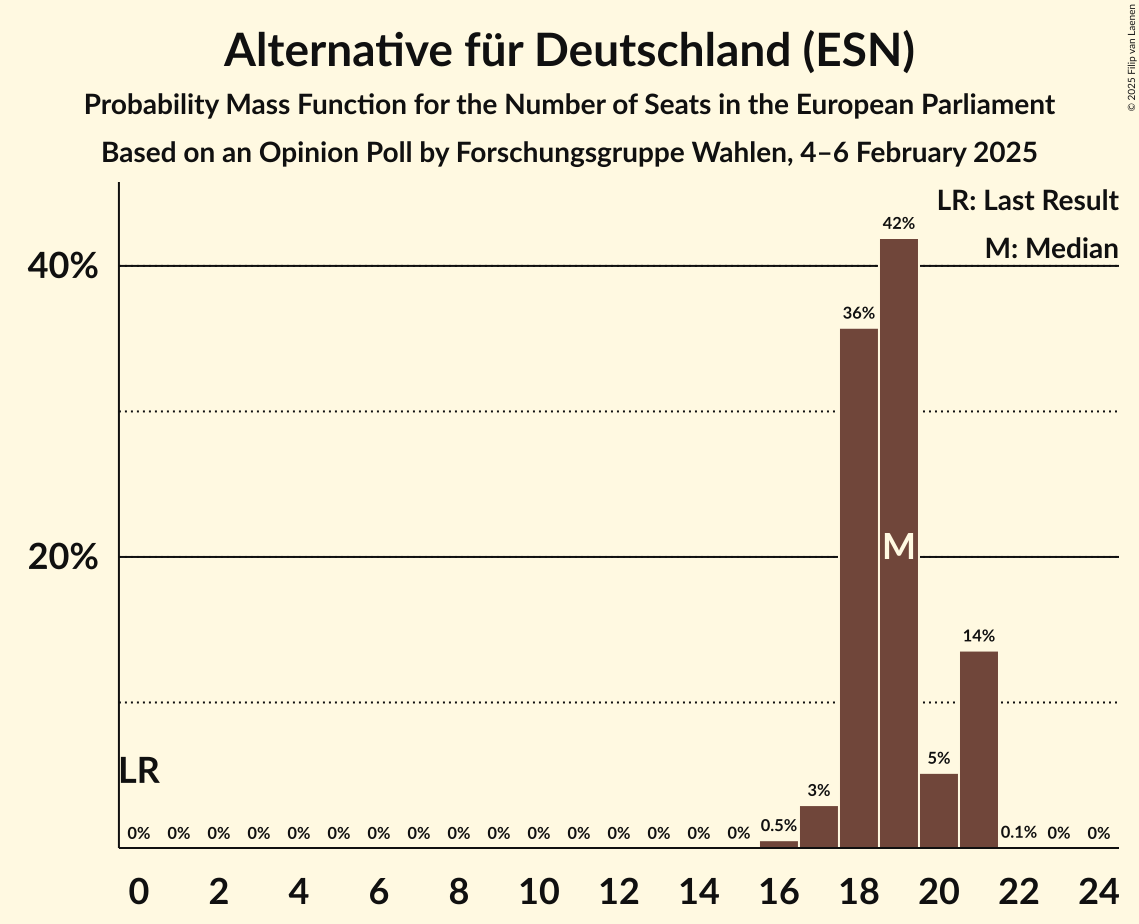 Alternative für Deutschland (ESN)
Probability Mass Function for the Number of Seats in the European Parliament
Based on an Opinion Poll by Forschungsgruppe Wahlen, 4–6 February 2025
© 2025 Filip van Laenen
LR: Last Result
M: Median
40%
20%
LR
M
0% 0% 0% 0% 0% 0% 0% 0% 0% 0% 0% 0% 0% 0% 0% 0% 0.5% 3% 36% 42% 5% 14% 0.1% 0% 0%
0 2 4 6 8 10 12 14 16 18 20 22 24